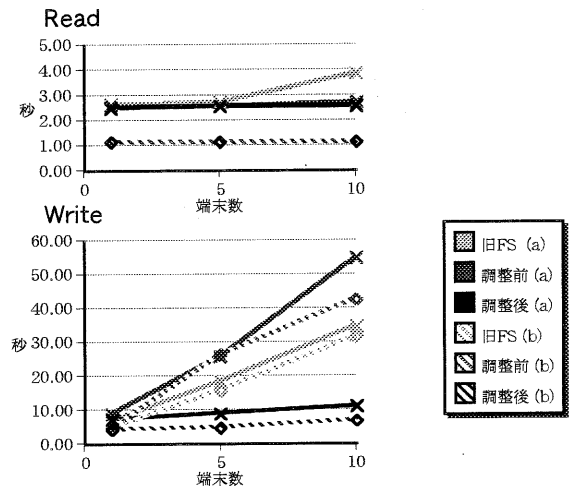 Read
5.00
4.00
3.00
秒
2.00
1.00
0.00
0 5 10
端末数
Write
60.00
50.00
40.00
秒 30.00
20.00
10.00
0.00
0 5 10
端末数
旧FS (a)
調整前 (a)
調整後 (a)
旧FS (b)
調整前 (b)
調整後 (b)